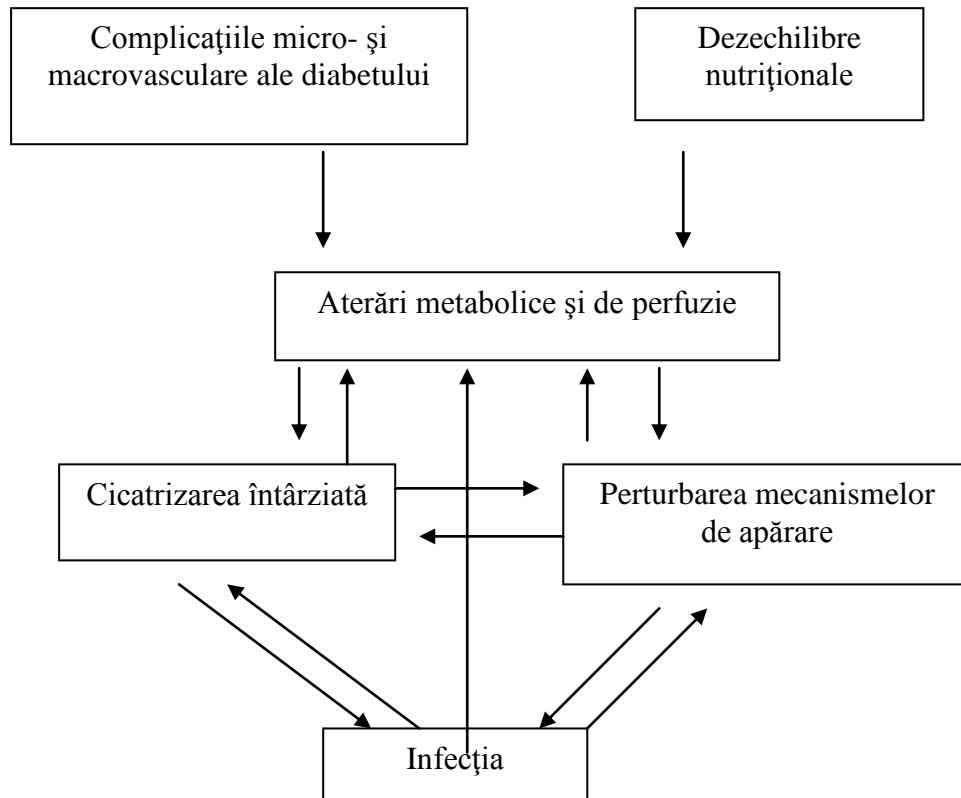 Complicaţiile micro- şi
macrovasculare ale diabetului
Dezechilibre
nutriţionale
Aterări metabolice şi de perfuzie
Cicatrizarea întârziată
Perturbarea mecanismelor
de apărare
Infecţia